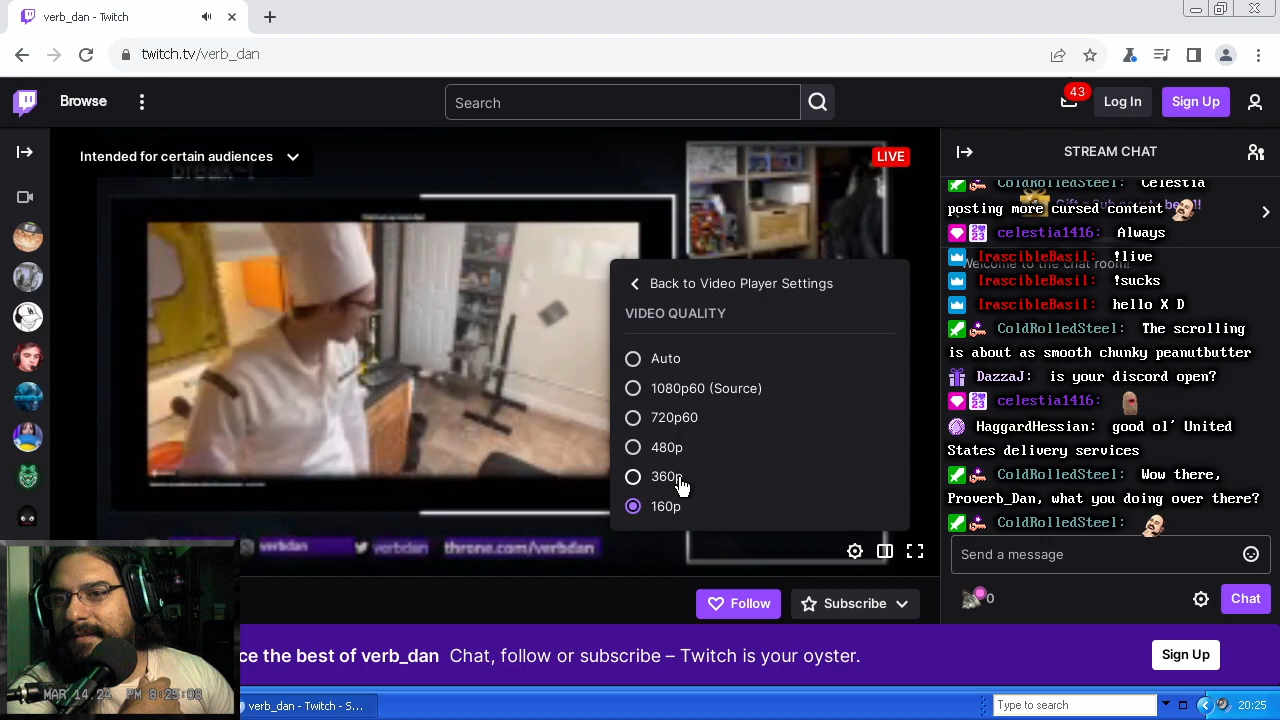 verb_dan - Twitch
twitch.tv/verb_dan
Browse
Search
43
Log In
Sign Up
Intended for certain audiences
LIVE
Back to Video Player Settings
VIDEO QUALITY
Auto
1080p60 (Source)
720p60
480p
360p
160p
verbdan
verbdan
throne.com/verbdan
Follow
Subscribe
STREAM CHAT
ColdRolledSteel: Celestia
posting more cursed content
celestia1416: Always
Welcome to the chat room!
IrascibleBasil: !live
IrascibleBasil: !sucks
IrascibleBasil: hello X D
ColdRolledSteel: The scrolling
is about as smooth chunky peanutbutter
DazzaJ: is your discord open?
celestia1416:
HaggardHessian: good ol' United
States delivery services
ColdRolledSteel: Wow there,
Proverb_Dan, what you doing over there?
ColdRolledSteel:
Send a message
0
Chat
ce the best of verb_dan Chat, follow or subscribe – Twitch is your oyster.
Sign Up
MAR 14.24 PM 8:25:08
verb_dan - Twitch - S...
Type to search
20:25